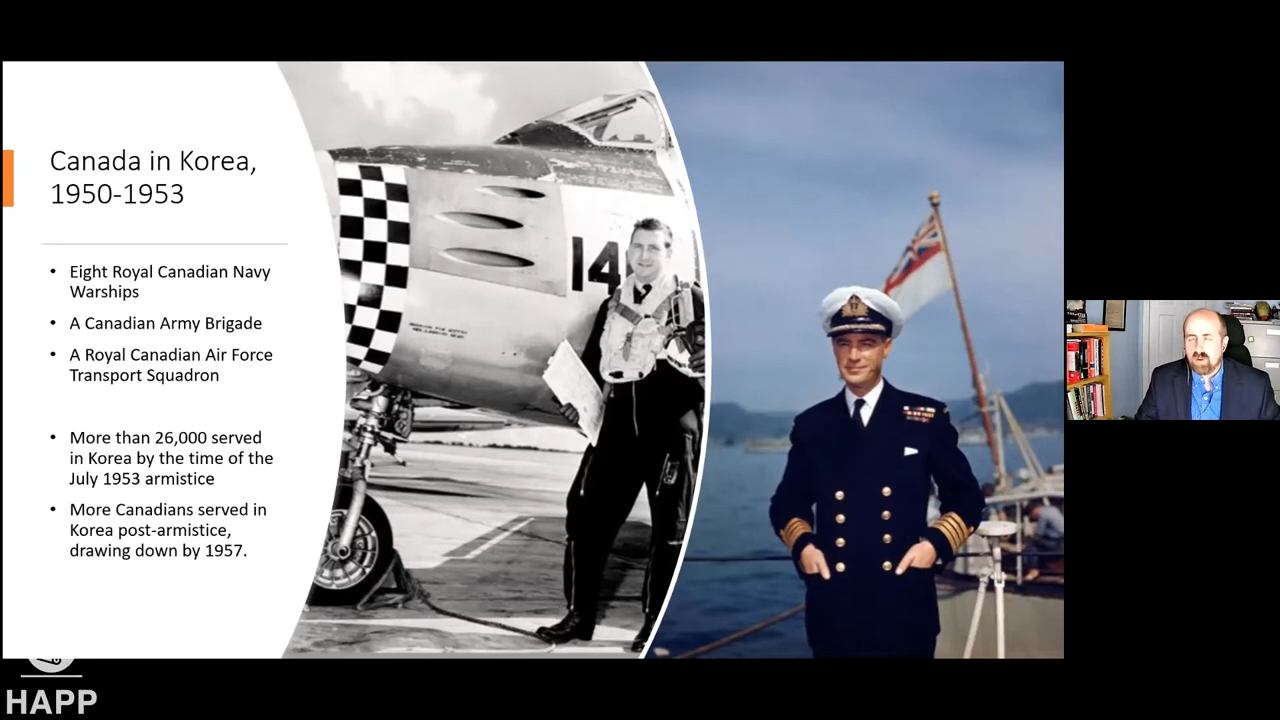 Canada in Korea,
1950-1953
• Eight Royal Canadian Navy
Warships
• A Canadian Army Brigade
• A Royal Canadian Air Force
Transport Squadron
• More than 26,000 served
in Korea by the time of the
July 1953 armistice
• More Canadians served in
Korea post-armistice,
drawing down by 1957.
14
HAPP